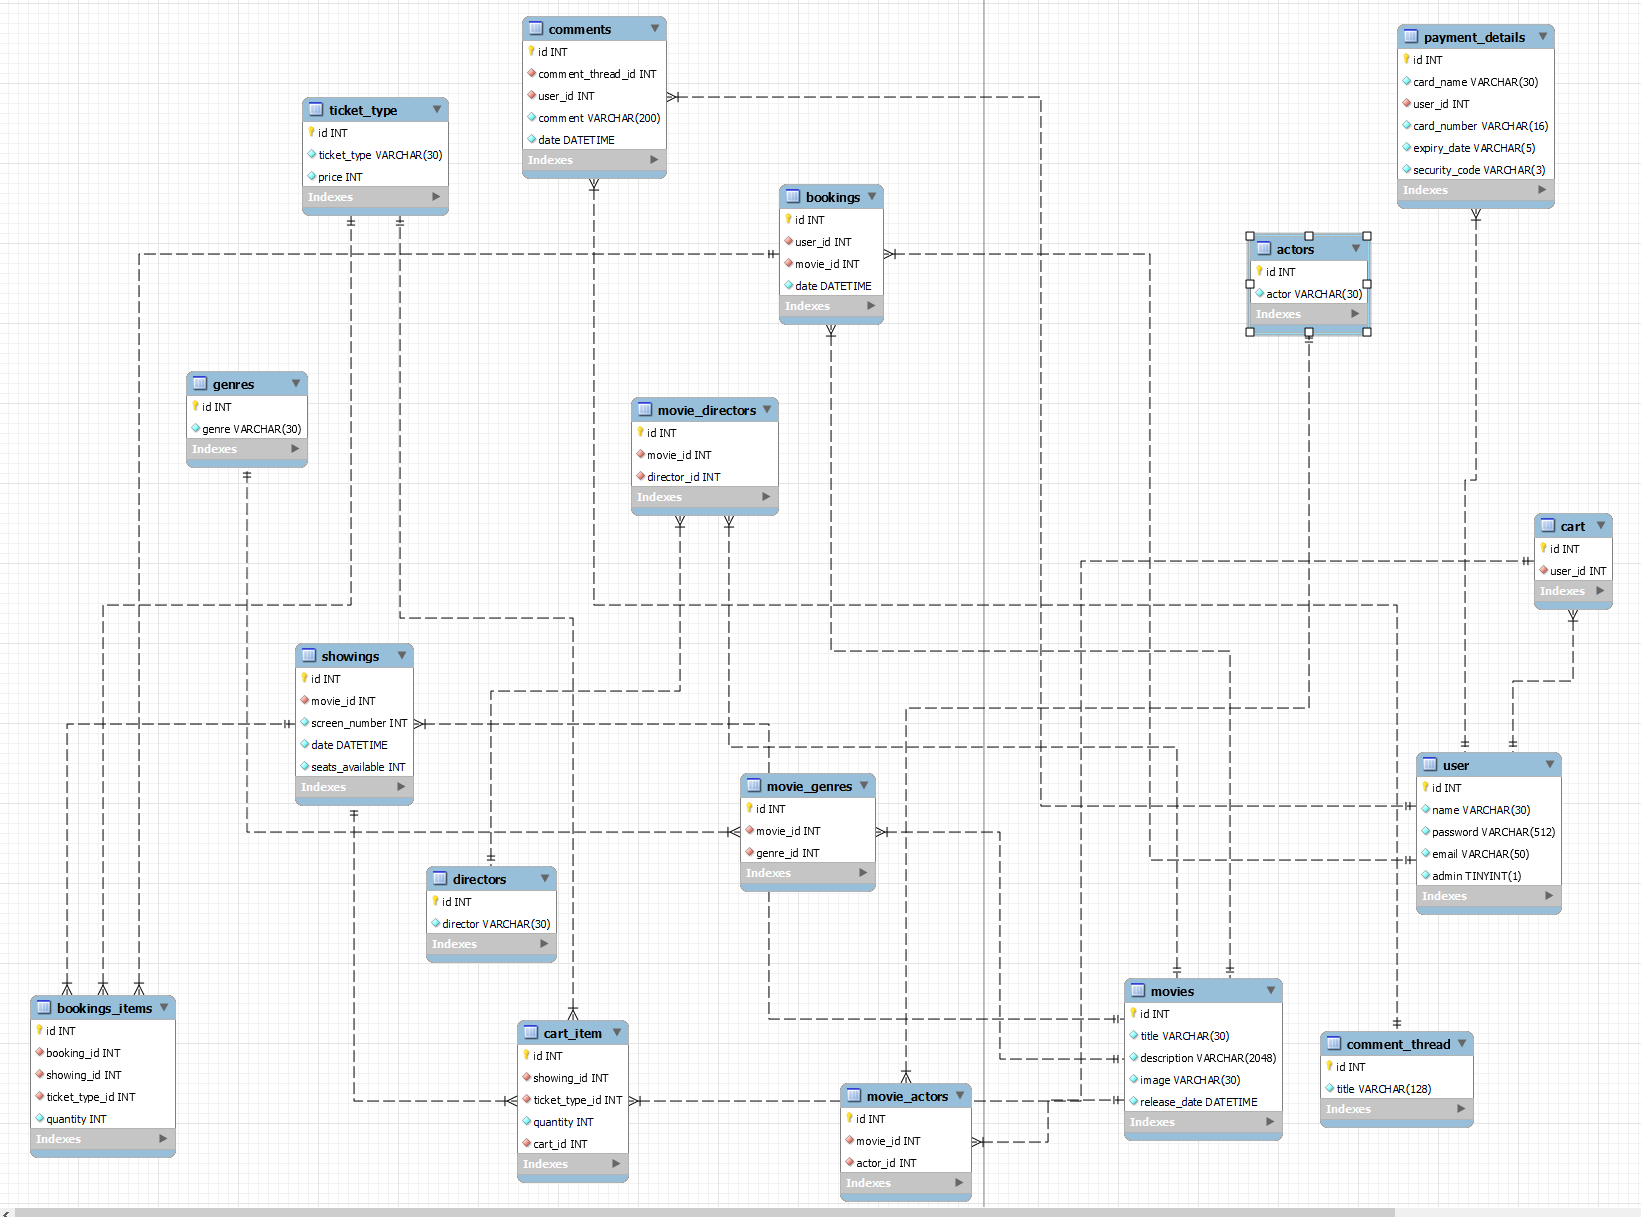 comments
id INT
comment_thread_id INT
user_id INT
comment VARCHAR(200)
date DATETIME
Indexes
payment_details
id INT
card_name VARCHAR(30)
user_id INT
card_number VARCHAR(16)
expiry_date VARCHAR(5)
security_code VARCHAR(3)
Indexes
ticket_type
id INT
ticket_type VARCHAR(30)
price INT
Indexes
bookings
id INT
user_id INT
movie_id INT
date DATETIME
Indexes
actors
id INT
actor VARCHAR(30)
Indexes
genres
id INT
genre VARCHAR(30)
Indexes
movie_directors
id INT
movie_id INT
director_id INT
Indexes
cart
id INT
user_id INT
Indexes
showings
id INT
movie_id INT
screen_number INT
date DATETIME
seats_available INT
Indexes
movie_genres
id INT
movie_id INT
genre_id INT
Indexes
user
id INT
name VARCHAR(30)
password VARCHAR(512)
email VARCHAR(50)
admin TINYINT(1)
Indexes
directors
id INT
director VARCHAR(30)
Indexes
bookings_items
id INT
booking_id INT
showing_id INT
ticket_type_id INT
quantity INT
Indexes
cart_item
id INT
showing_id INT
ticket_type_id INT
quantity INT
cart_id INT
Indexes
movie_actors
id INT
movie_id INT
actor_id INT
Indexes
movies
id INT
title VARCHAR(30)
description VARCHAR(2048)
image VARCHAR(30)
release_date DATETIME
Indexes
comment_thread
id INT
title VARCHAR(128)
Indexes